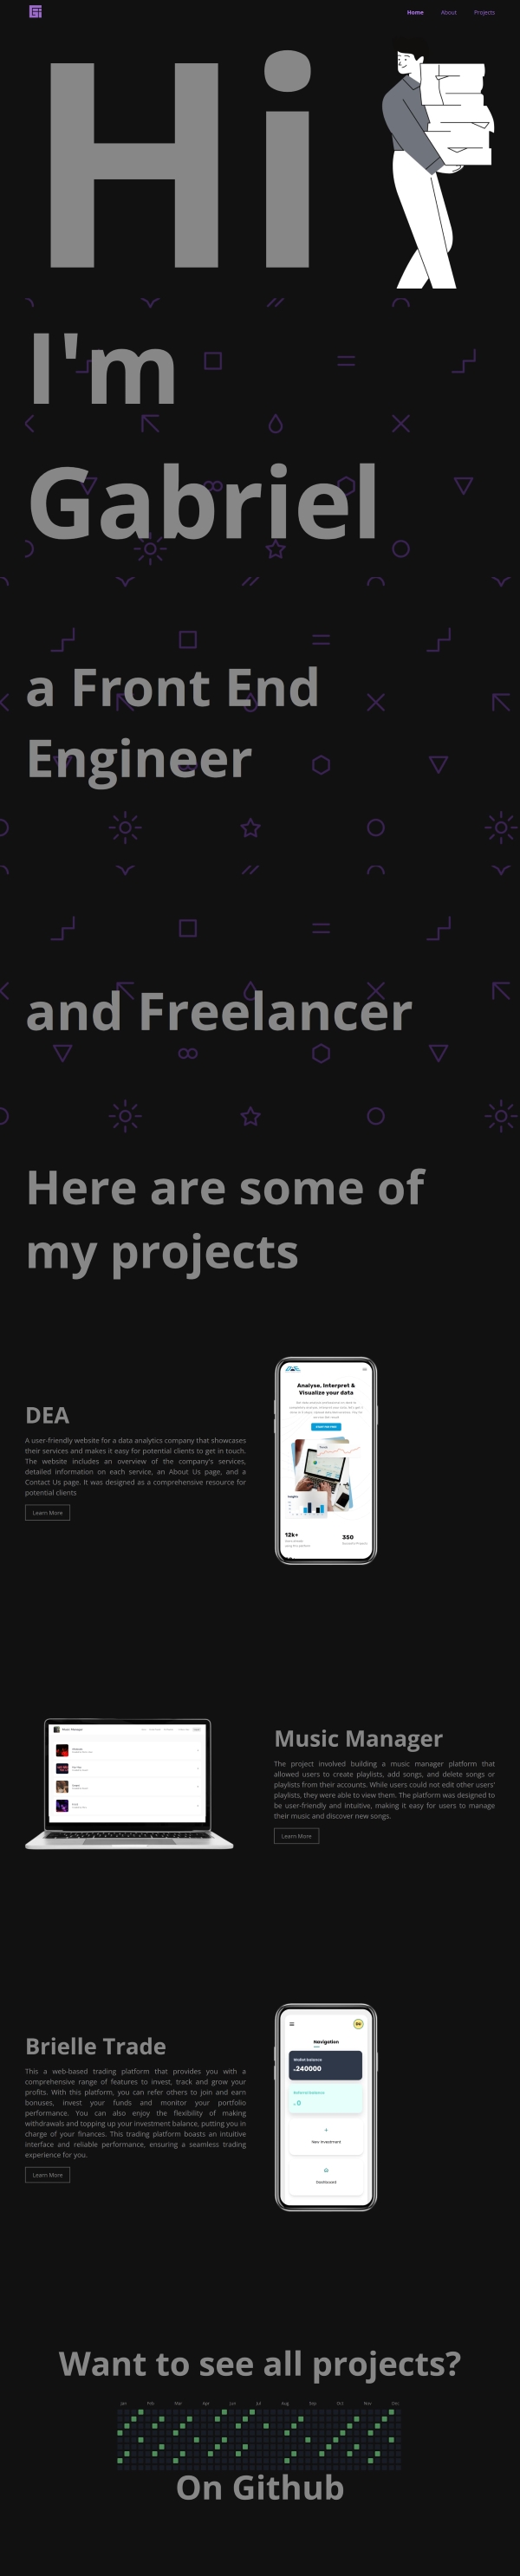 Home About Projects
Hi
I'm
Gabriel
a Front End
Engineer
and Freelancer
Here are some of
my projects
DEA
A user-friendly website for a data analytics company that showcases
their services and makes it easy for potential clients to get in touch.
The website includes an overview of the company's services,
detailed information on each service, an About Us page, and a
Contact Us page. It was designed as a comprehensive resource for
potential clients
Learn More
Analyse, Interpret &
Visualize your data
12k+
350
Music Manager
Music Manager
The project involved building a music manager platform that
allowed users to create playlists, add songs, and delete songs or
playlists from their accounts. While users could not edit other users'
playlists, they were able to view them. The platform was designed to
be user-friendly and intuitive, making it easy for users to manage
their music and discover new songs.
Learn More
Brielle Trade
This a web-based trading platform that provides you with a
comprehensive range of features to invest, track and grow your
profits. With this platform, you can refer others to join and earn
bonuses, invest your funds and monitor your portfolio
performance. You can also enjoy the flexibility of making
withdrawals and topping up your investment balance, putting you in
charge of your finances. This trading platform boasts an intuitive
interface and reliable performance, ensuring a seamless trading
experience for you.
Learn More
Navigation
Wallet balance
240000
Referral Balance
0
New Investment
Dashboard
Want to see all projects?
Jan Feb Mar Apr Jun Jul Aug Sep Oct Nov Dec
On Github